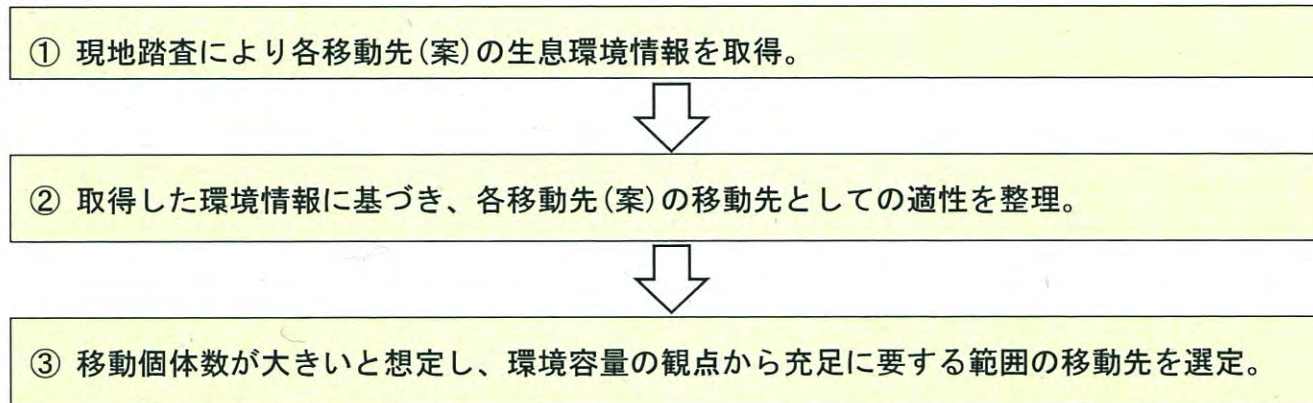 ① 現地踏査により各移動先(案)の生息環境情報を取得。
② 取得した環境情報に基づき、各移動先(案)の移動先としての適性を整理。
③ 移動個体数が大きいと想定し、環境容量の観点から充足に要する範囲の移動先を選定。